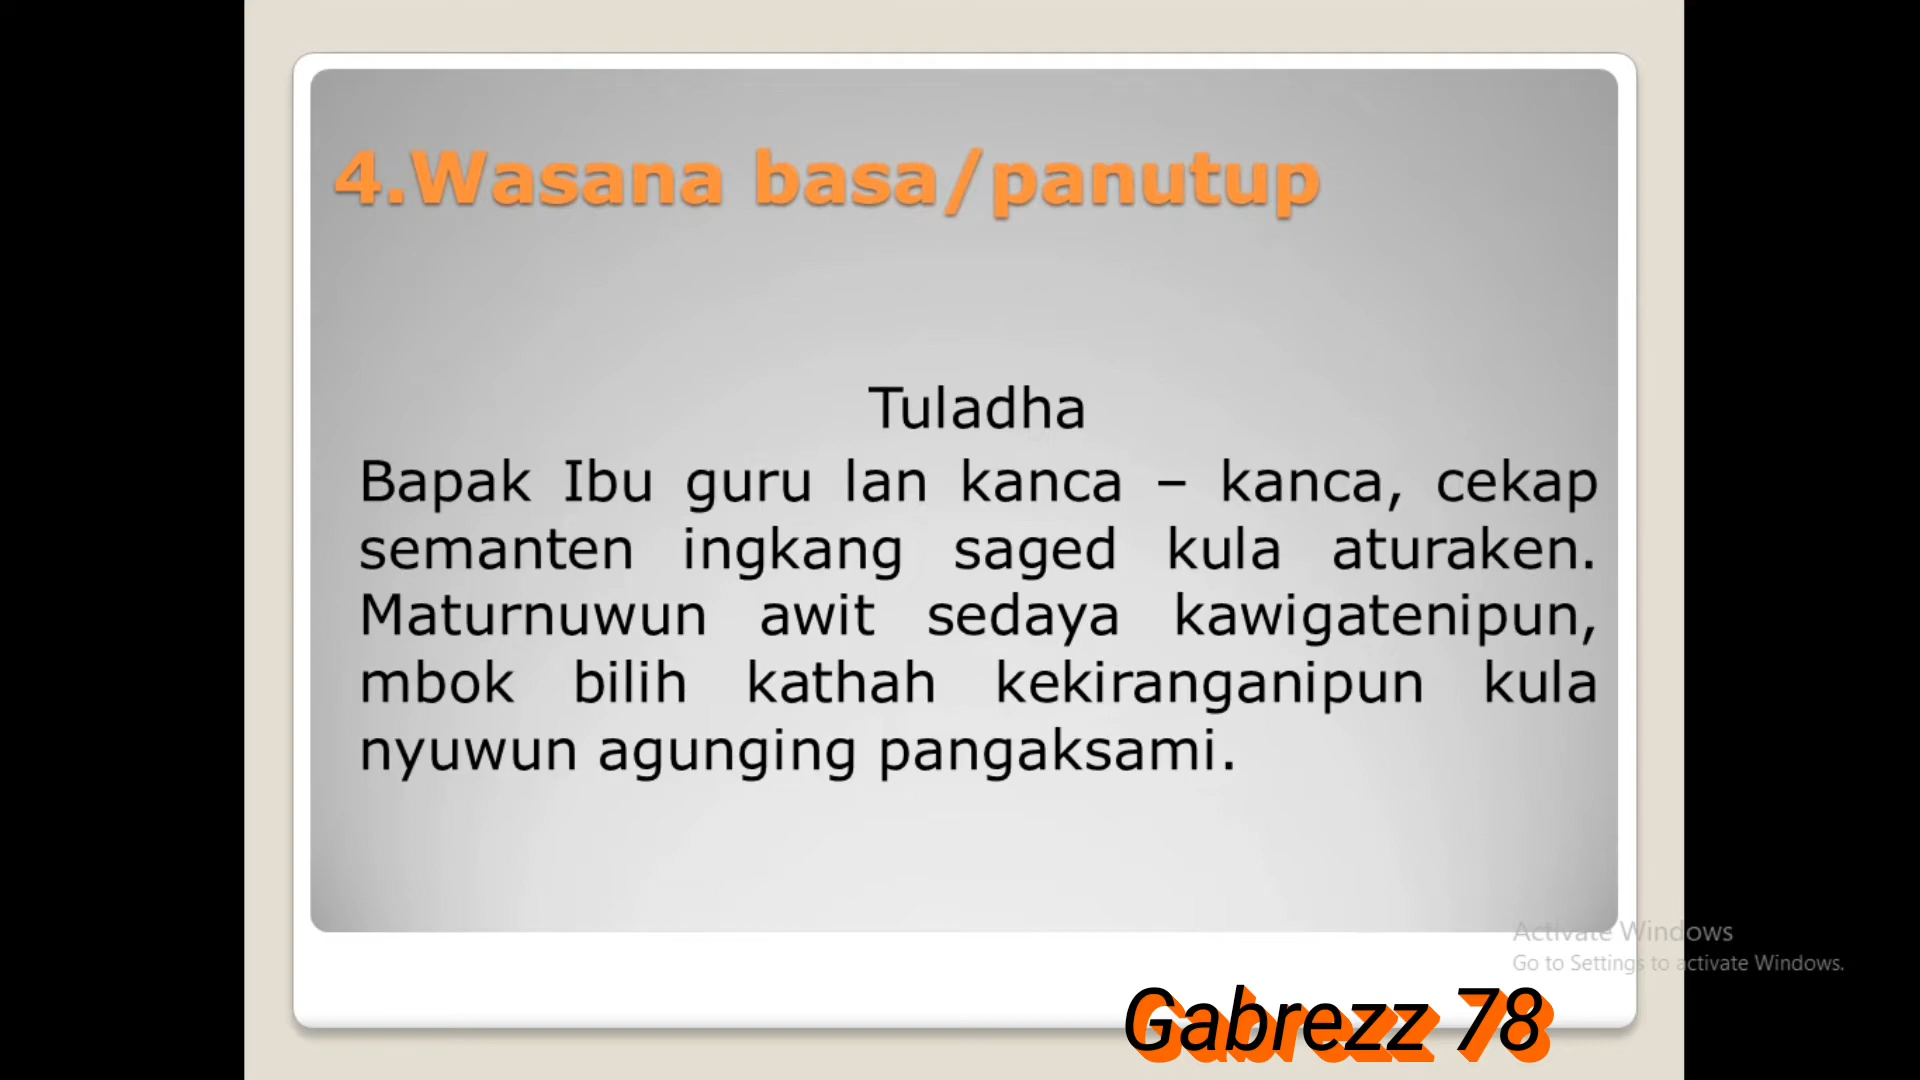 4.Wasana basa/panutup
Tuladha
Bapak Ibu guru lan kanca – kanca, cekap
semanten ingkang saged kula aturaken.
Maturnuwun awit sedaya kawigatenipun,
mbok bilih kathah kekiranganipun kula
nyuwun agunging pangaksami.
Activate Windows
Go to Settings to activate Windows.
Gabrezz 78